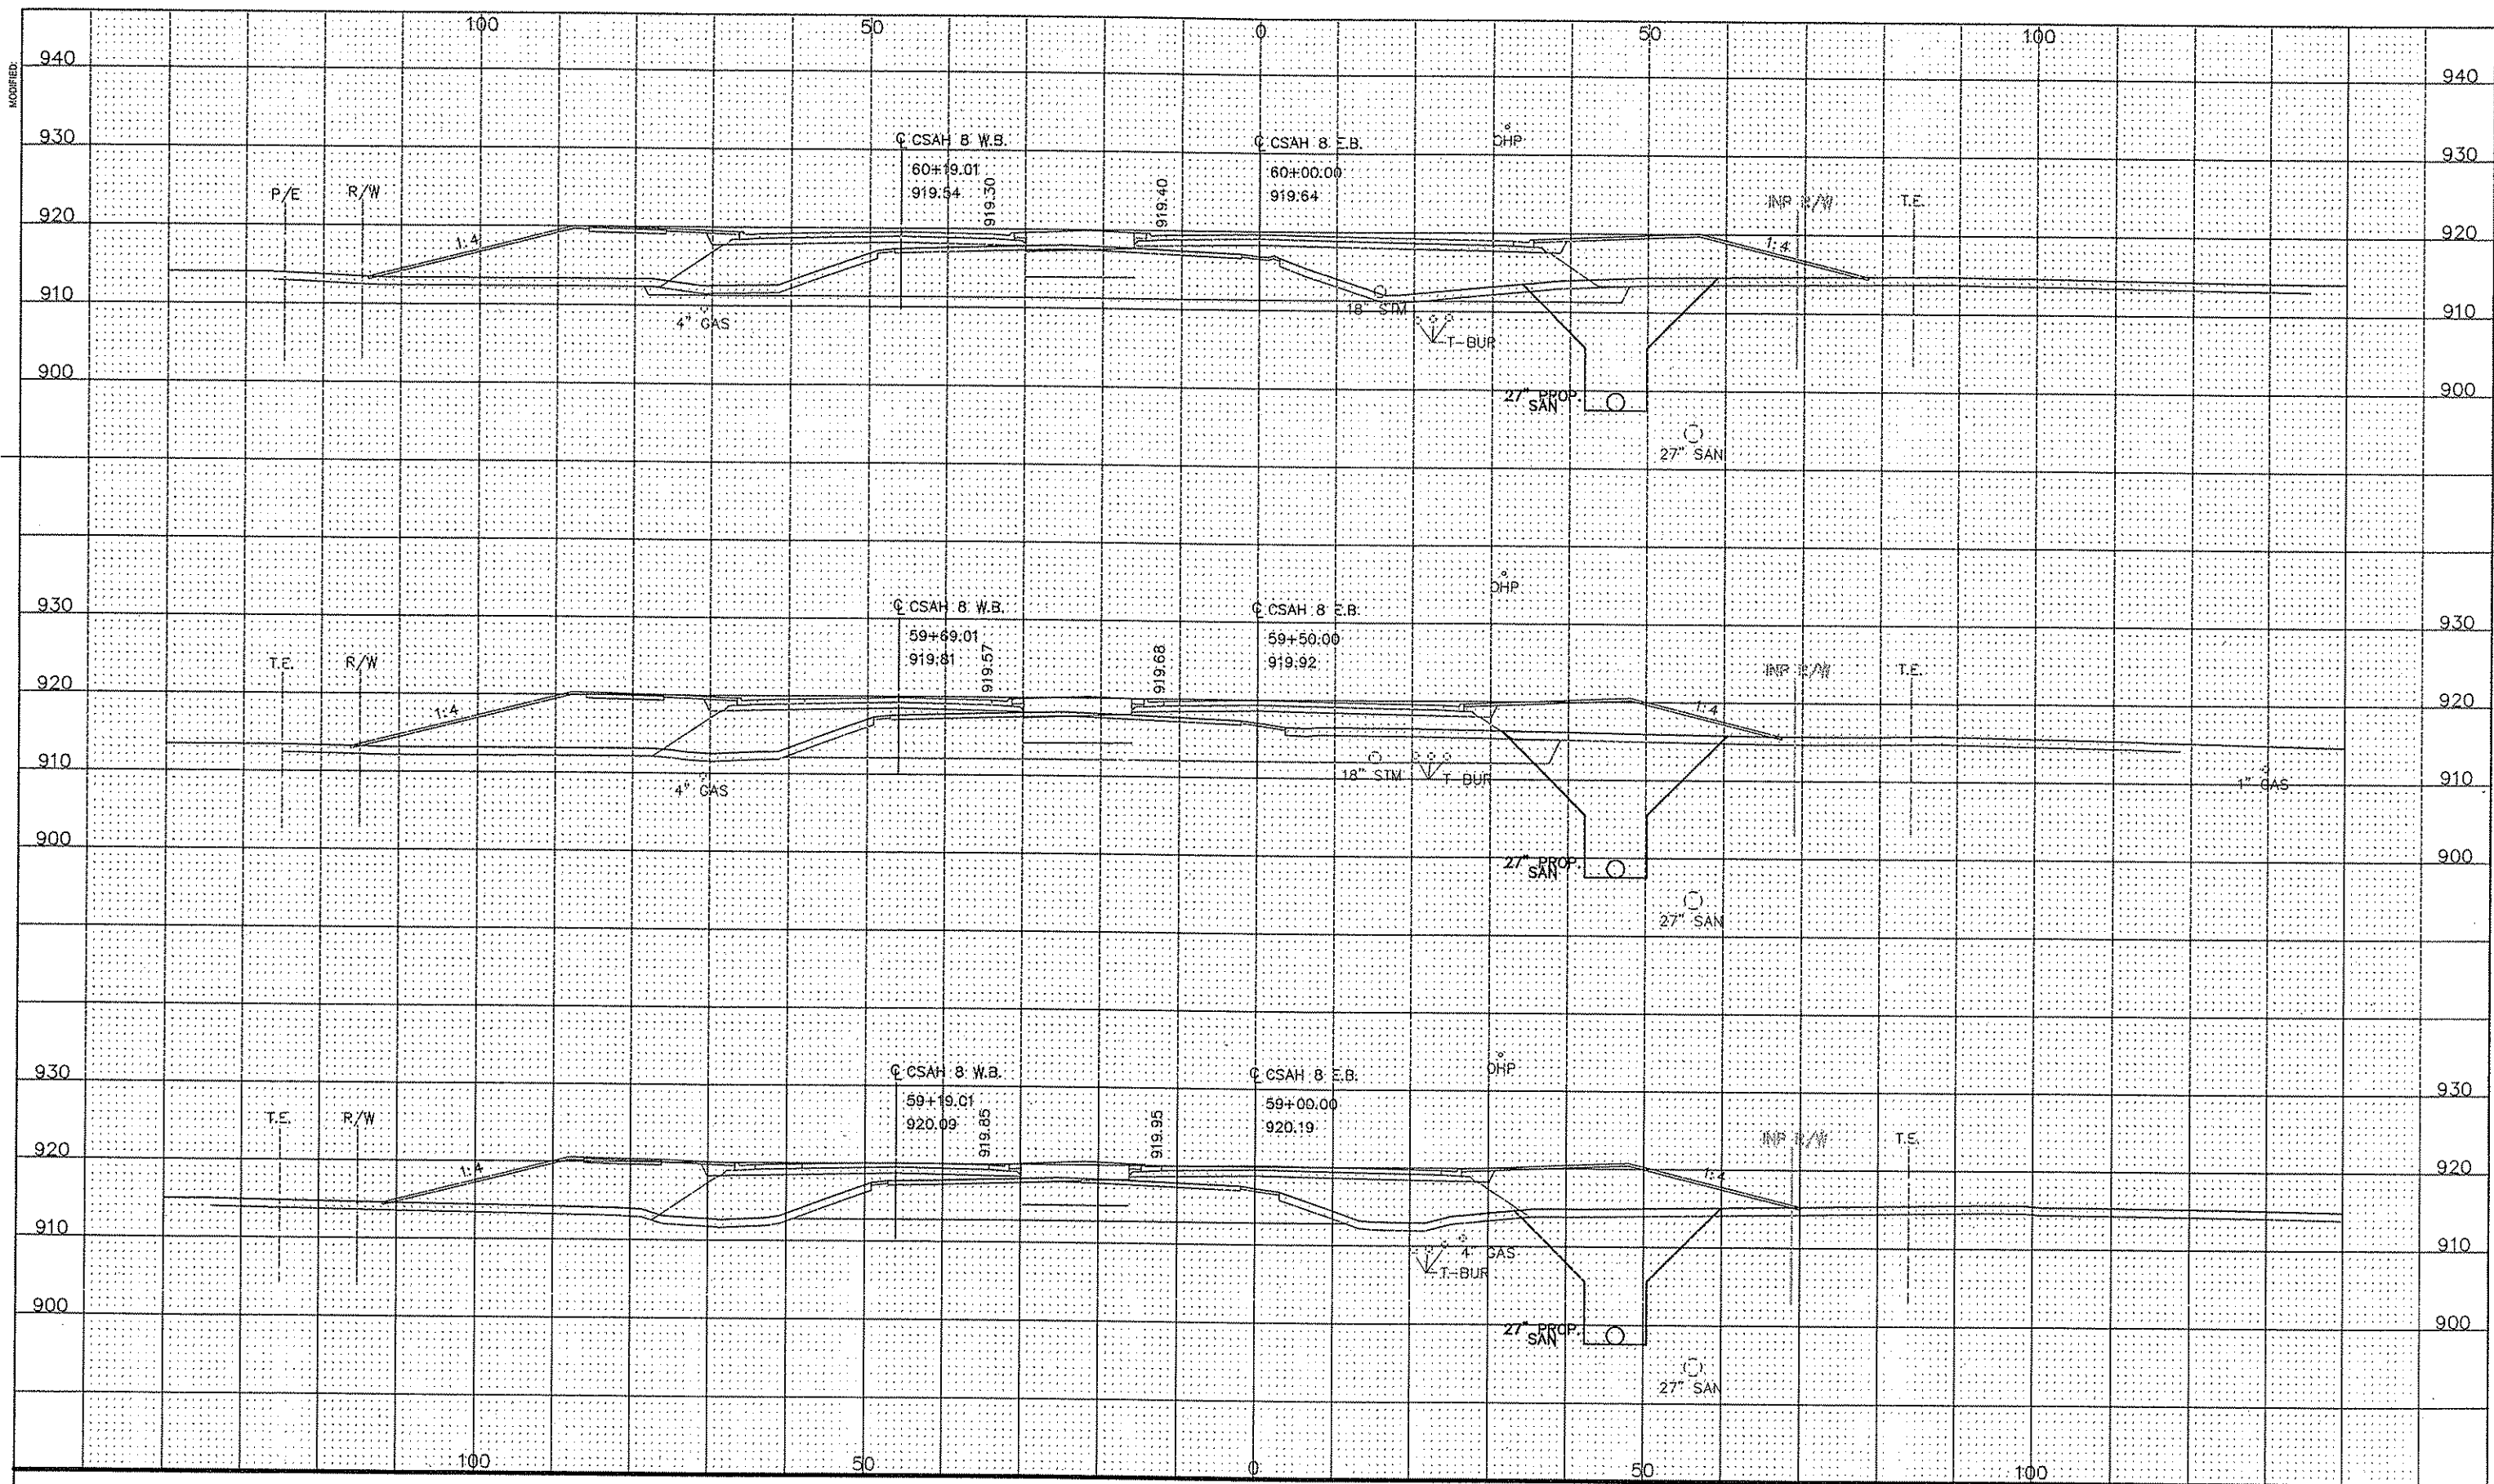 100 50 0 50 100
MODIFIED:
940 940
930 930
℄ CSAH 8 W.B.
60+19.01
919.54
919.30
919.40
℄ CSAH 8 E.B.
60+00.00
919.64
OHP
P/E R/W
INP R/W T.E.
920 920
1:4 1:4
910 910
4" GAS
18" STM
T-BUR
900 900
27" PROP.
SAN
27" SAN
OHP
930 930
℄ CSAH 8 W.B.
59+69.01
919.81
919.57
919.68
℄ CSAH 8 E.B.
59+50.00
919.92
T.E. R/W
INP R/W T.E.
920 920
1:4 1:4
910 910
4" GAS
18" STM
T-BUR
1" GAS
900 900
27" PROP.
SAN
27" SAN
OHP
930 930
℄ CSAH 8 W.B.
59+19.01
920.09
919.85
919.95
℄ CSAH 8 E.B.
59+00.00
920.19
T.E. R/W
INP R/W T.E.
920 920
1:4 1:4
910 910
4" GAS
T-BUR
900 900
27" PROP.
SAN
27" SAN
100 50 0 50 100